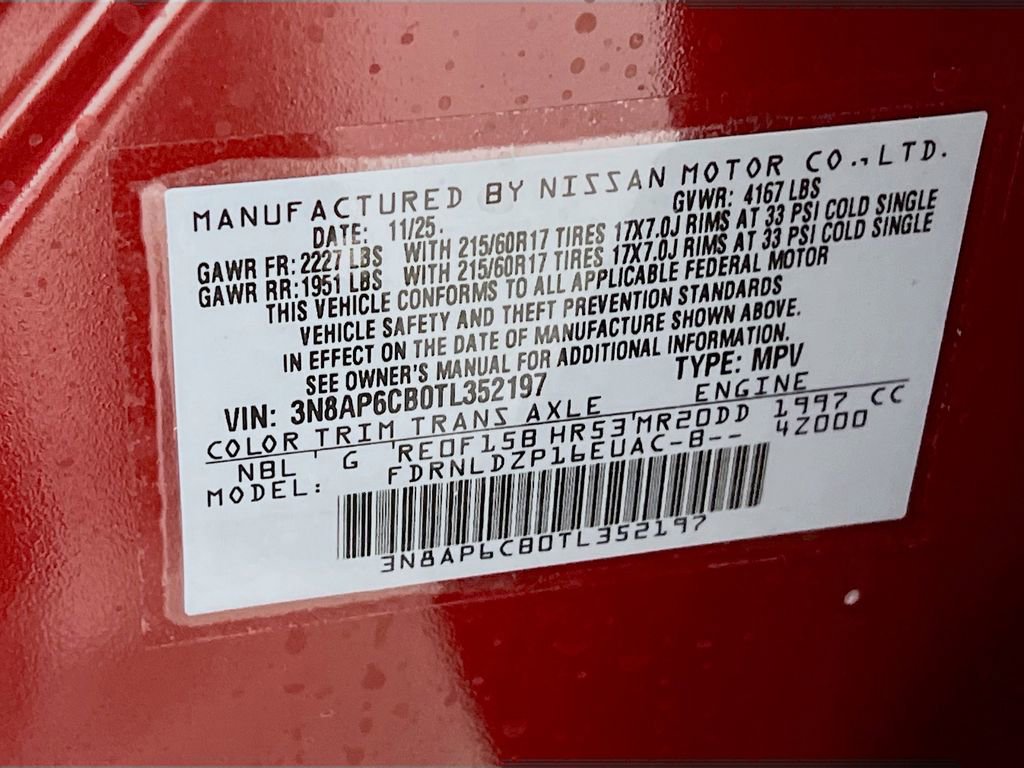 MANUFACTURED BY NISSAN MOTOR CO.,LTD.
DATE: 11/25. GVWR: 4167 LBS
GAWR FR: 2227 LBS WITH 215/60R17 TIRES 17X7.0J RIMS AT 33 PSI COLD SINGLE
GAWR RR: 1951 LBS WITH 215/60R17 TIRES 17X7.0J RIMS AT 33 PSI COLD SINGLE
THIS VEHICLE CONFORMS TO ALL APPLICABLE FEDERAL MOTOR
VEHICLE SAFETY AND THEFT PREVENTION STANDARDS
IN EFFECT ON THE DATE OF MANUFACTURE SHOWN ABOVE.
SEE OWNER'S MANUAL FOR ADDITIONAL INFORMATION.
VIN: 3N8AP6CB0TL352197 TYPE: MPV
COLOR TRIM TRANS AXLE ENGINE
NBL ' G 'RE0F15B HR53'MR20DD 1997 CC
MODEL: FDRNLDZP16EUAC-B-- 4Z000
3N8AP6CB0TL352197